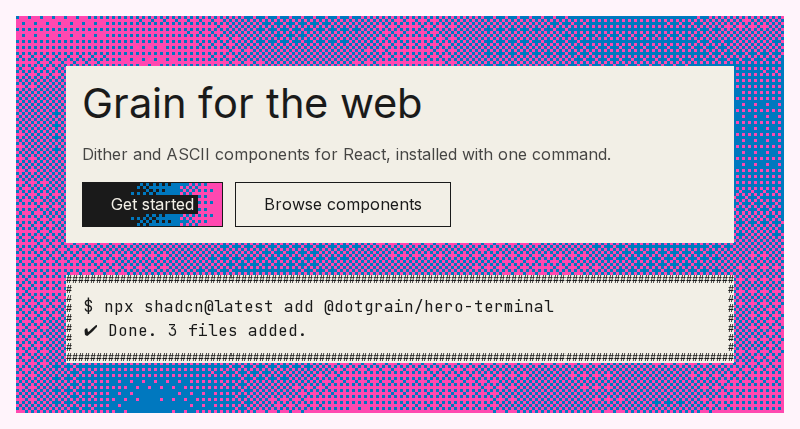 Grain for the web
Dither and ASCII components for React, installed with one command.
Get started
Browse components
$ npx shadcn@latest add @dotgrain/hero-terminal
✔ Done. 3 files added.